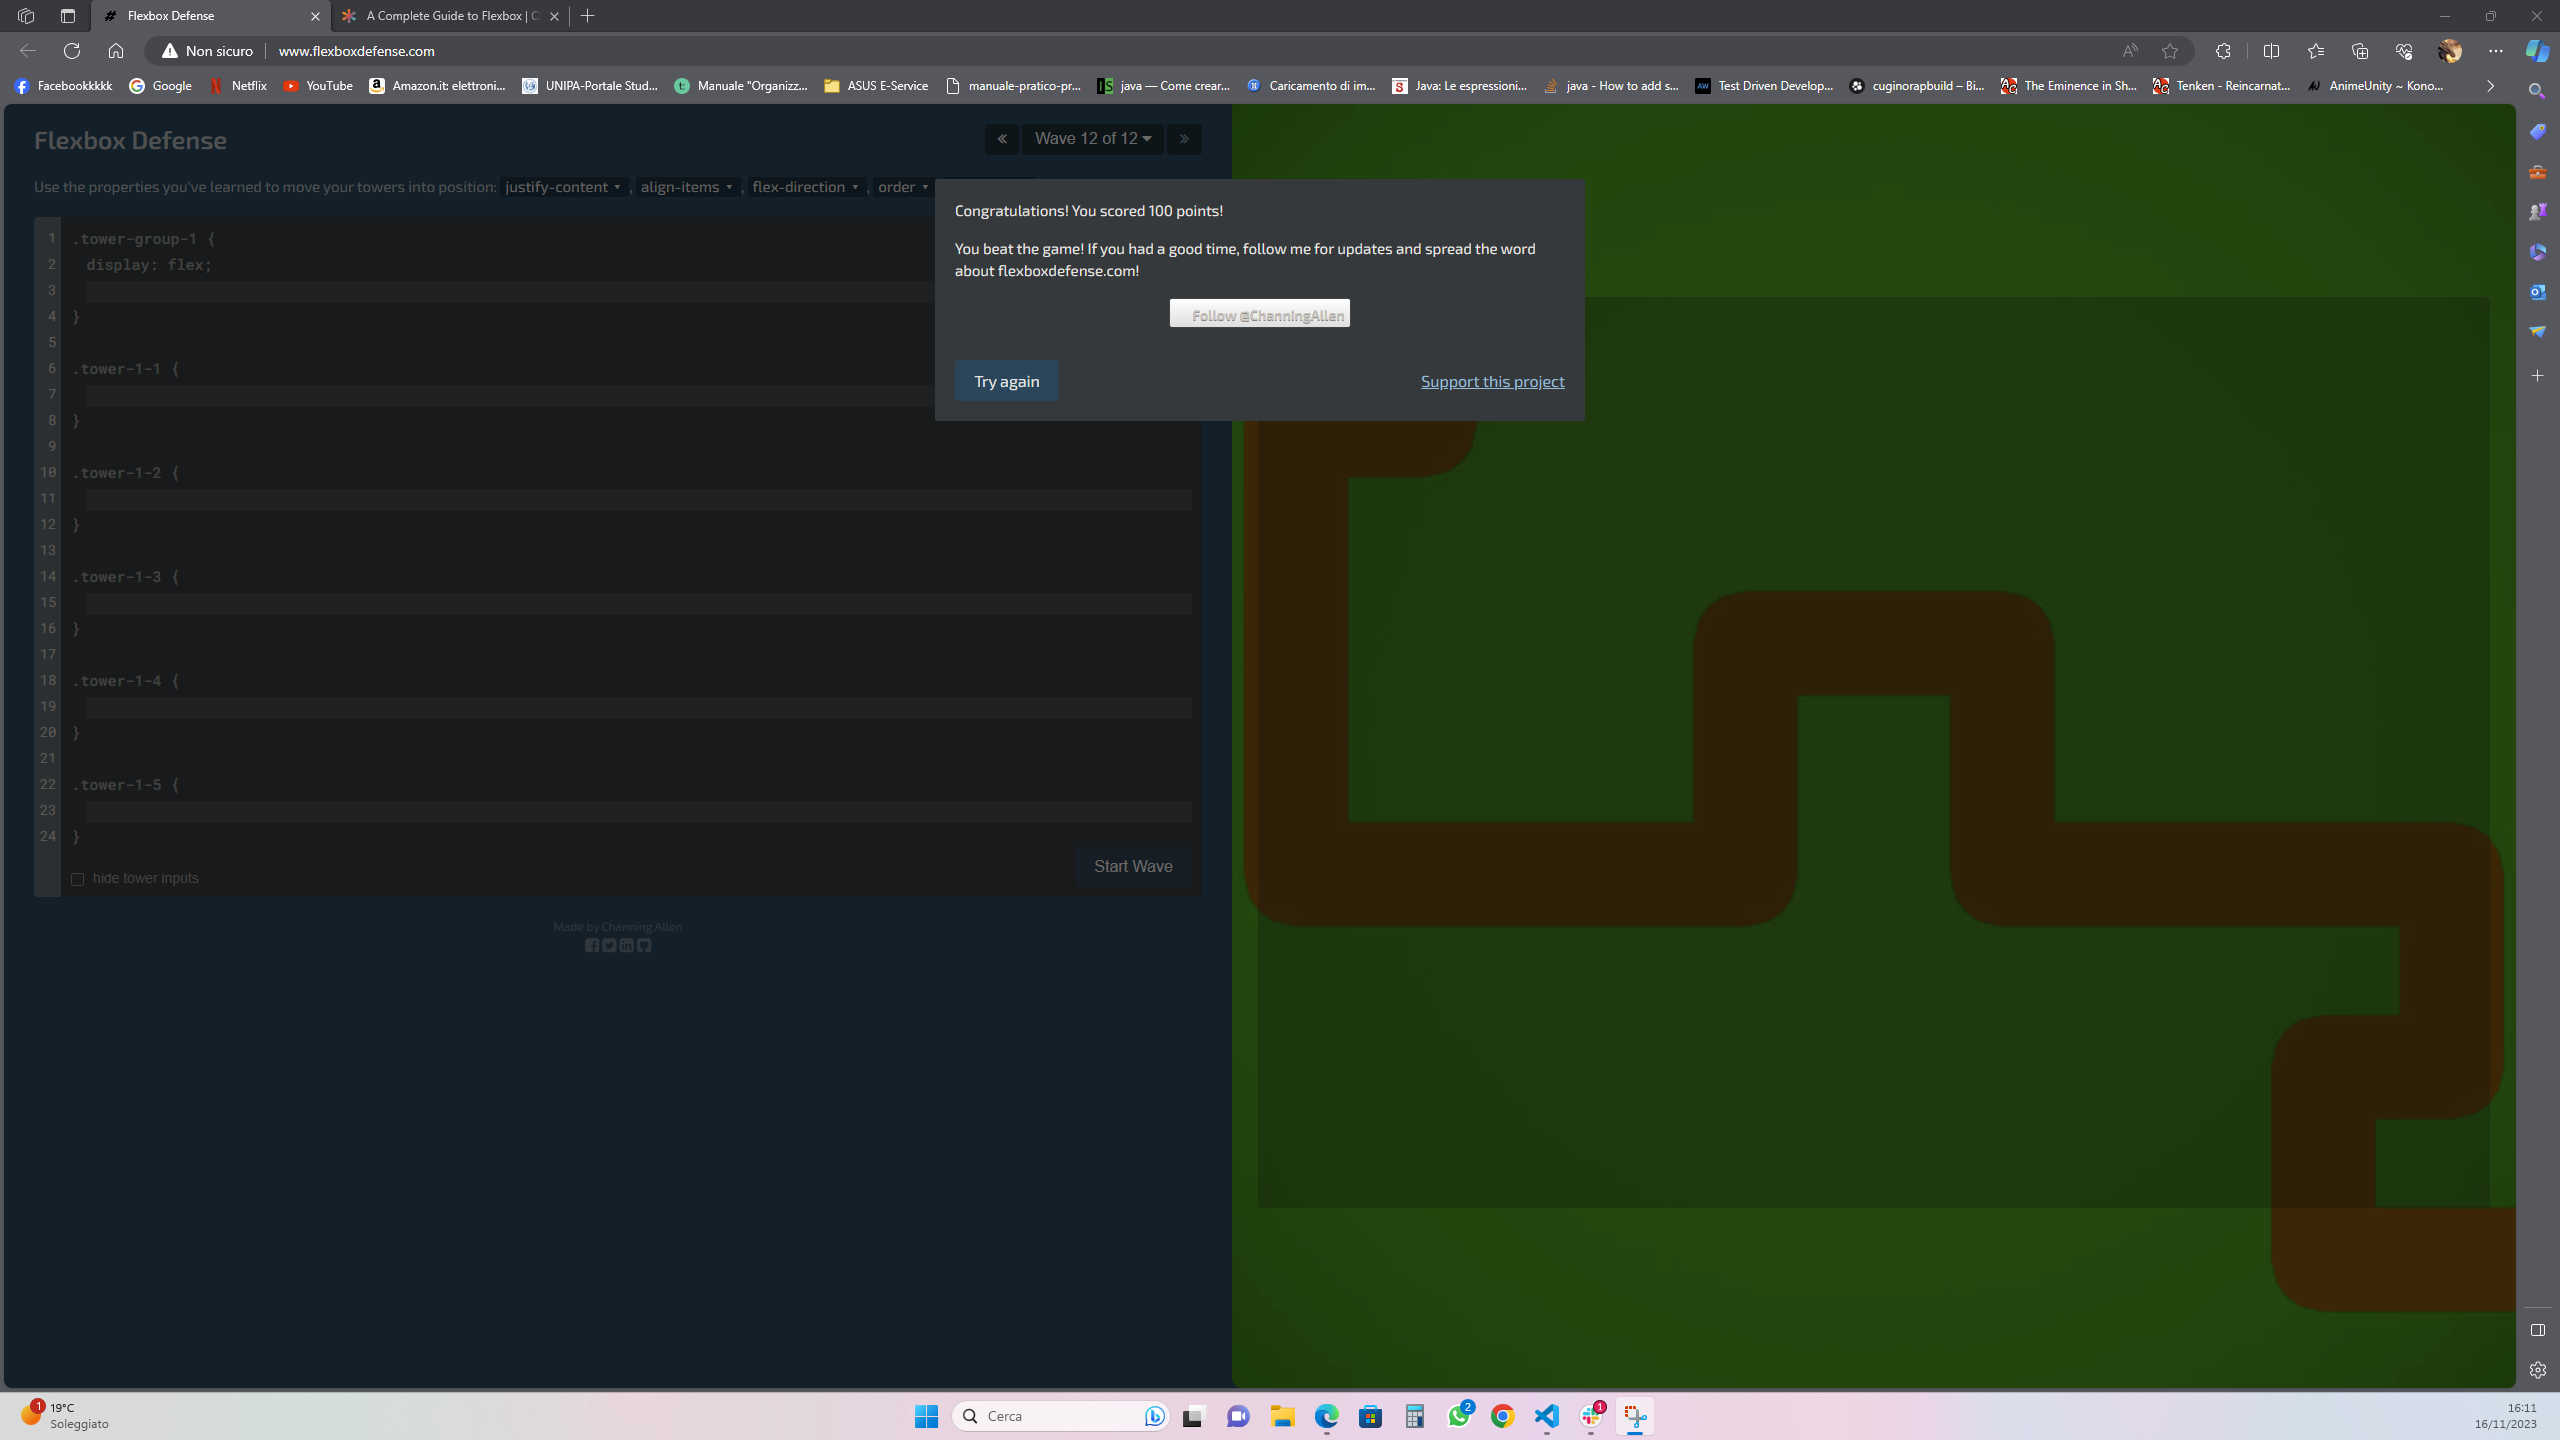 Flexbox Defense
A Complete Guide to Flexbox | C
Non sicuro
www.flexboxdefense.com
Facebookkkkk
Google
Netflix
YouTube
Amazon.it: elettroni...
UNIPA-Portale Stud...
Manuale "Organizz...
ASUS E-Service
manuale-pratico-pr...
java — Come crear...
Caricamento di im...
Java: Le espressioni...
java - How to add s...
Test Driven Develop...
cuginorapbuild – Bi...
The Eminence in Sh...
Tenken - Reincarnat...
AnimeUnity ~ Kono...
Flexbox Defense
« Wave 12 of 12 »
Use the properties you've learned to move your towers into position: justify-content , align-items , flex-direction , order
Congratulations! You scored 100 points!
You beat the game! If you had a good time, follow me for updates and spread the word
about flexboxdefense.com!
Follow @ChanningAllen
Try again
Support this project
1 .tower-group-1 {
2 display: flex;
3
4 }
5
6 .tower-1-1 {
7
8 }
9
10 .tower-1-2 {
11
12 }
13
14 .tower-1-3 {
15
16 }
17
18 .tower-1-4 {
19
20 }
21
22 .tower-1-5 {
23
24 }
hide tower inputs
Start Wave
Made by Channing Allen
1
19°C
Soleggiato
Cerca
2
1
16:11
16/11/2023